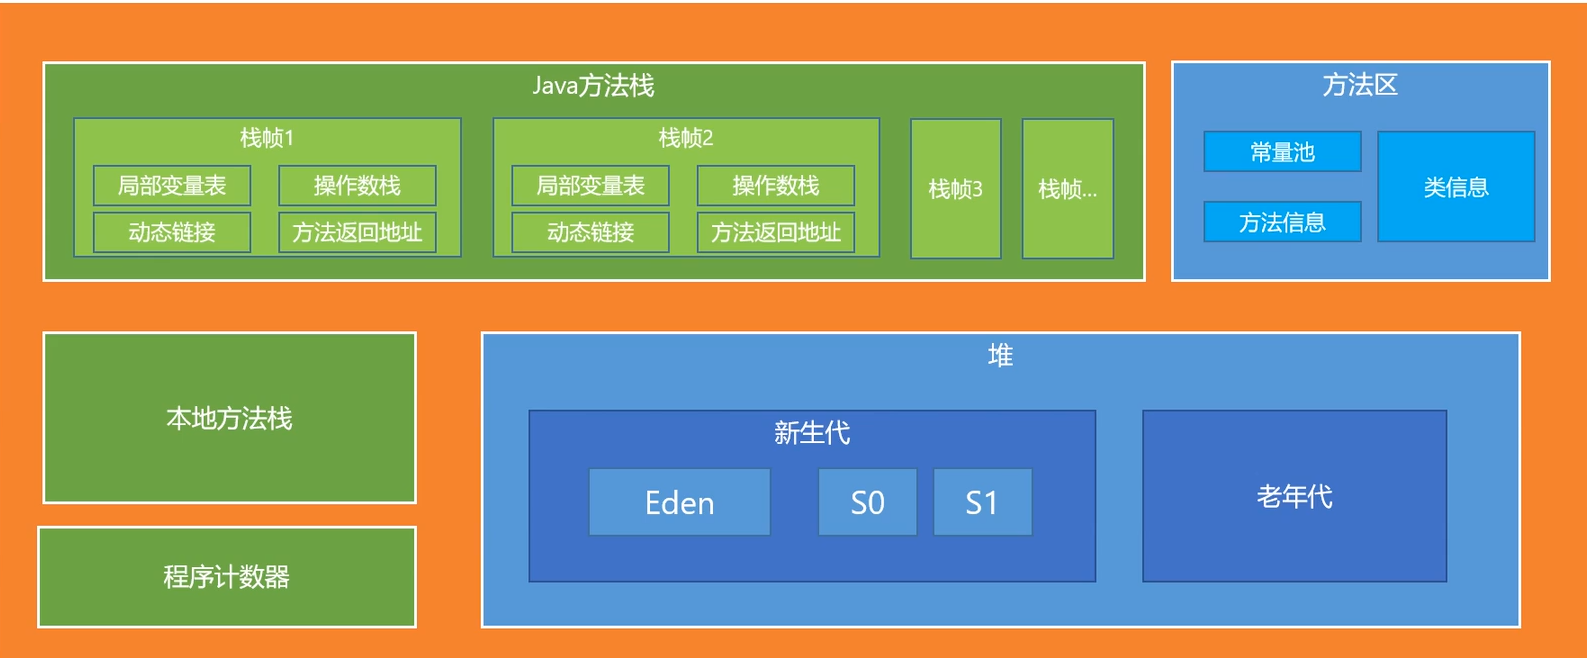 Java方法栈
栈帧1
局部变量表
操作数栈
动态链接
方法返回地址
栈帧2
局部变量表
操作数栈
动态链接
方法返回地址
栈帧3
栈帧...
方法区
常量池
方法信息
类信息
本地方法栈
程序计数器
堆
新生代
Eden
S0
S1
老年代